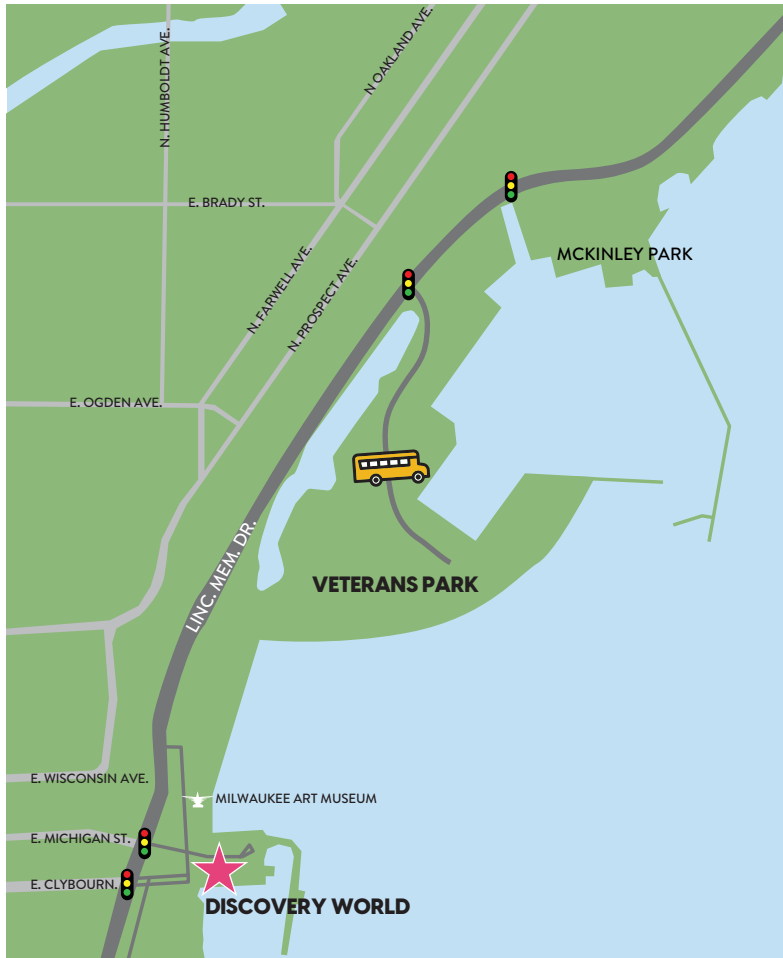 N. HUMBOLDT AVE.
N OAKLAND AVE.
E. BRADY ST.
MCKINLEY PARK
N. FARWELL AVE.
N. PROSPECT AVE.
E. OGDEN AVE.
LINC. MEM. DR.
VETERANS PARK
E. WISCONSIN AVE.
MILWAUKEE ART MUSEUM
E. MICHIGAN ST.
E. CLYBOURN.
DISCOVERY WORLD